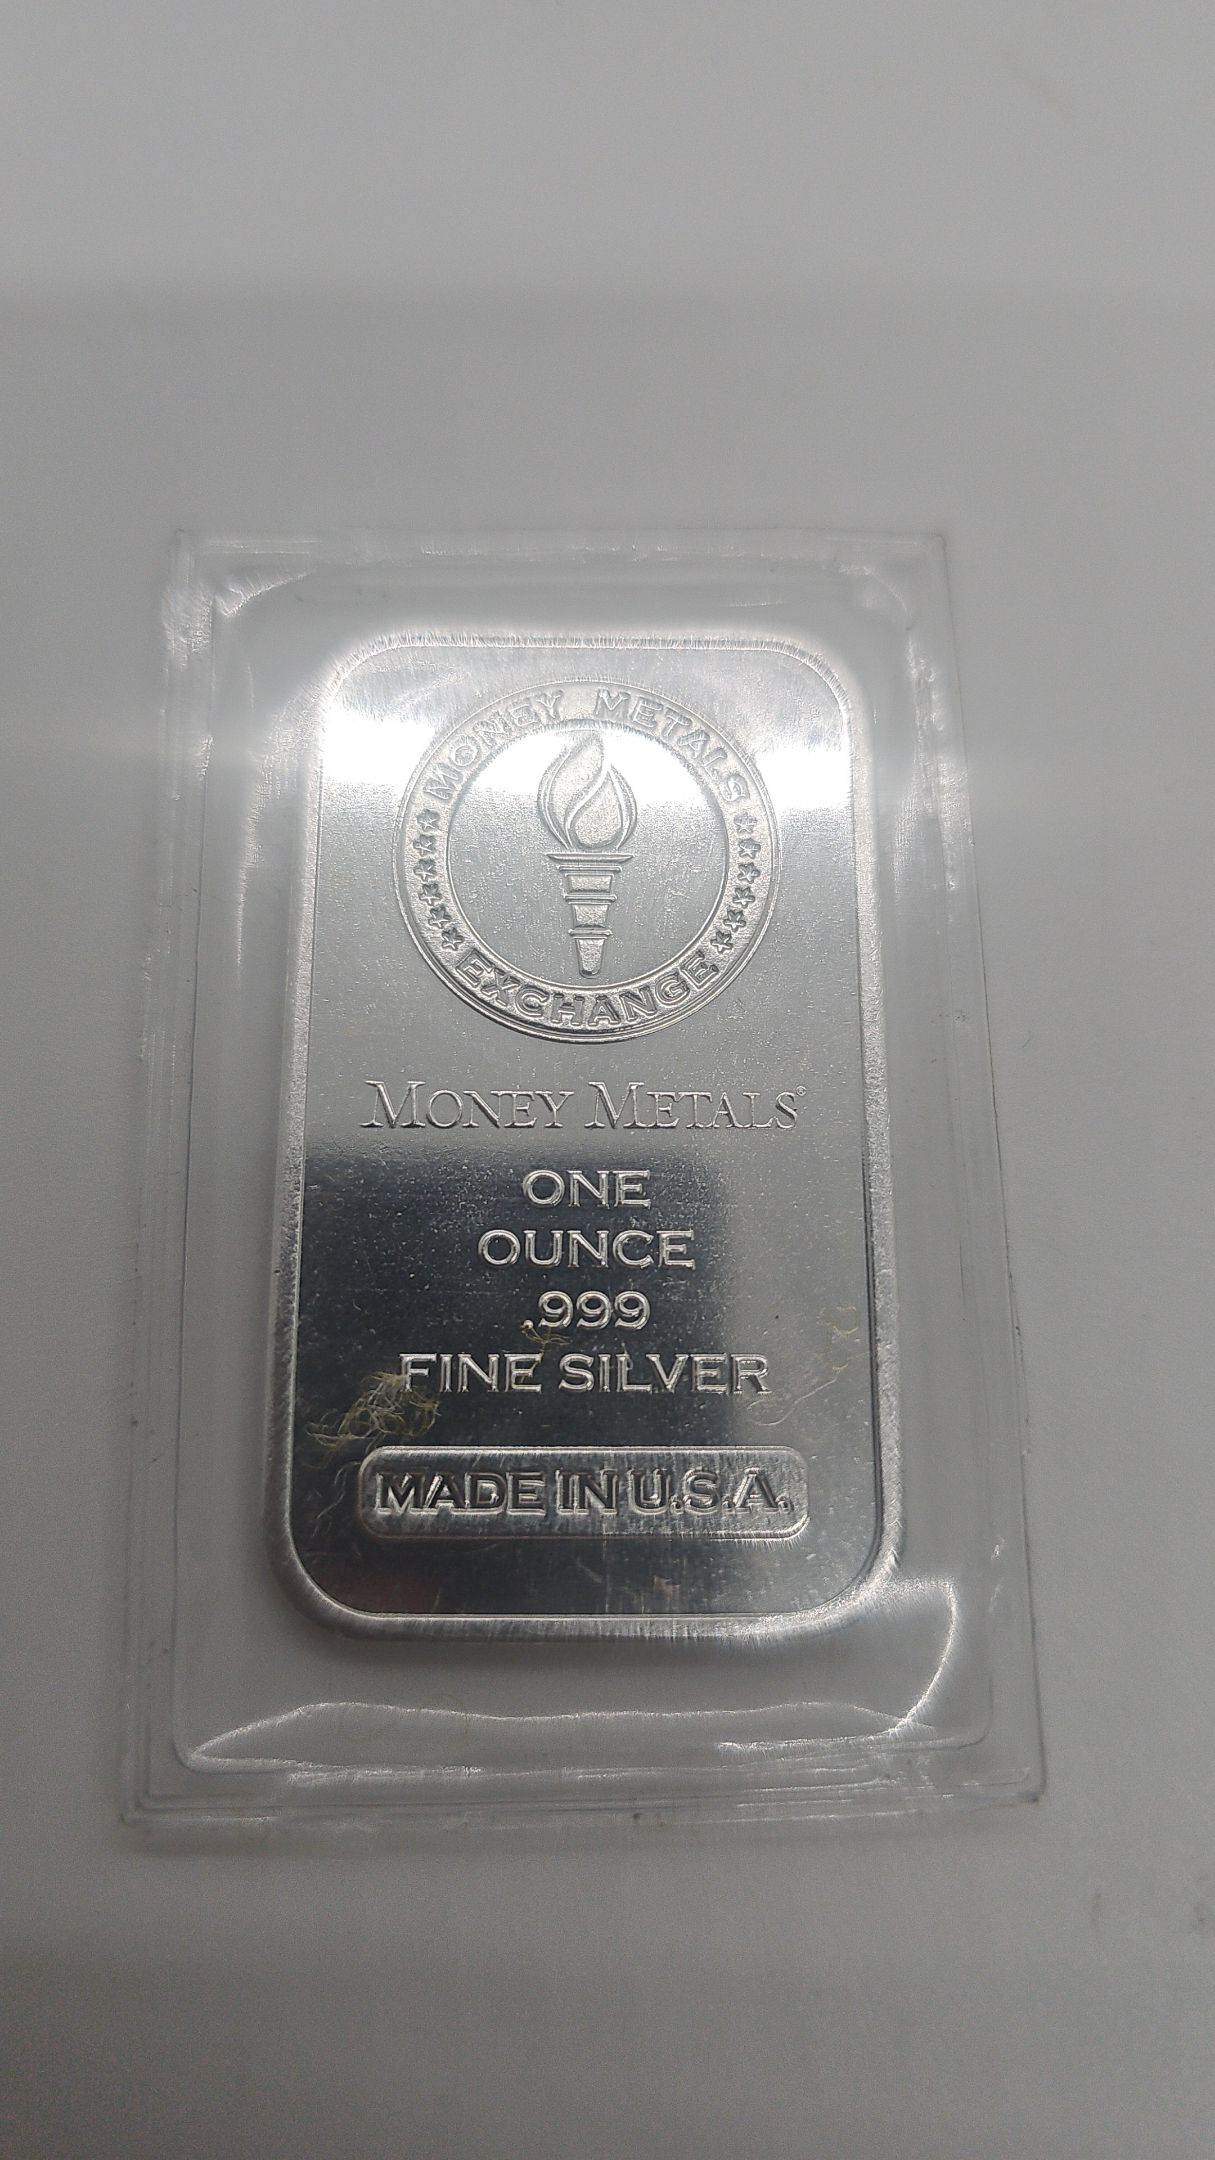 MONEY METALS
EXCHANGE
MONEY METALS®
ONE
OUNCE
.999
FINE SILVER
MADE IN U.S.A.